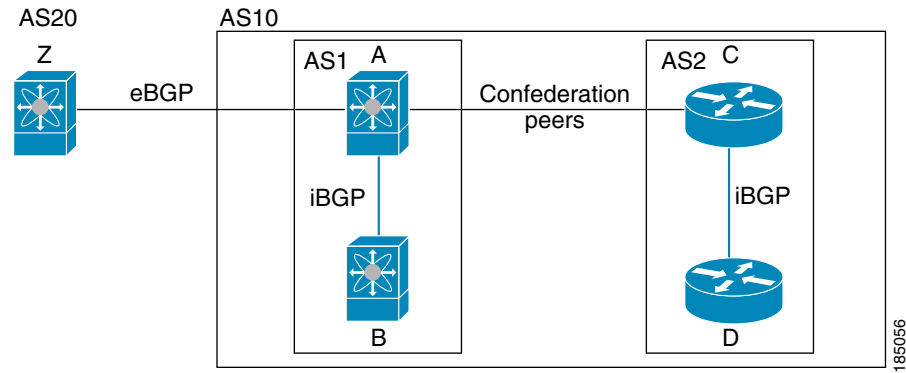 AS20
AS10
Z
AS1
A
AS2
C
eBGP
Confederation
peers
iBGP
iBGP
B
D
185056